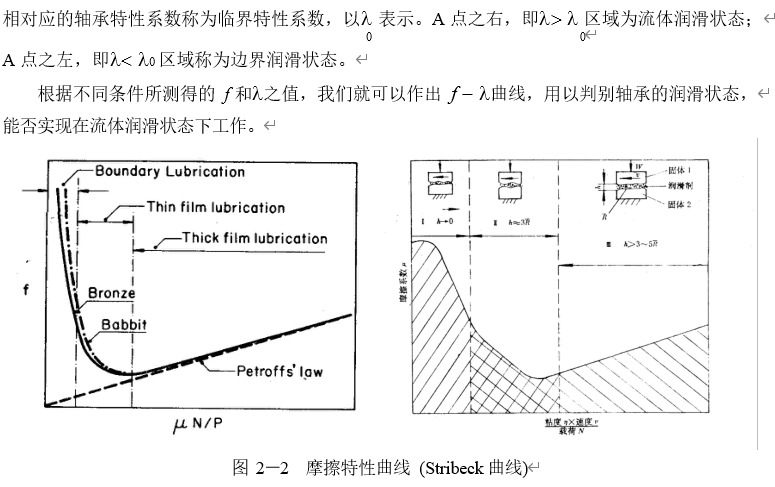 相对应的轴承特性系数称为临界特性系数，以λ0 表示。A 点之右，即λ> λ0 区域为流体润滑状态；
A 点之左，即λ< λ0 区域称为边界润滑状态。
根据不同条件所测得的 f 和λ之值，我们就可以作出 f－λ曲线，用以判别轴承的润滑状态，
能否实现在流体润滑状态下工作。
Boundary Lubrication
Thin film lubrication
Thick film lubrication
f
Bronze
Babbit
Petroffs' law
μ N/P
W
v
h
R
固体 1
润滑剂
固体 2
I h→0
II h≈3R
III h>3~5R
摩擦系数 μ
粘度 η×速度 v
载荷 N
图 2－2 摩擦特性曲线 (Stribeck 曲线)